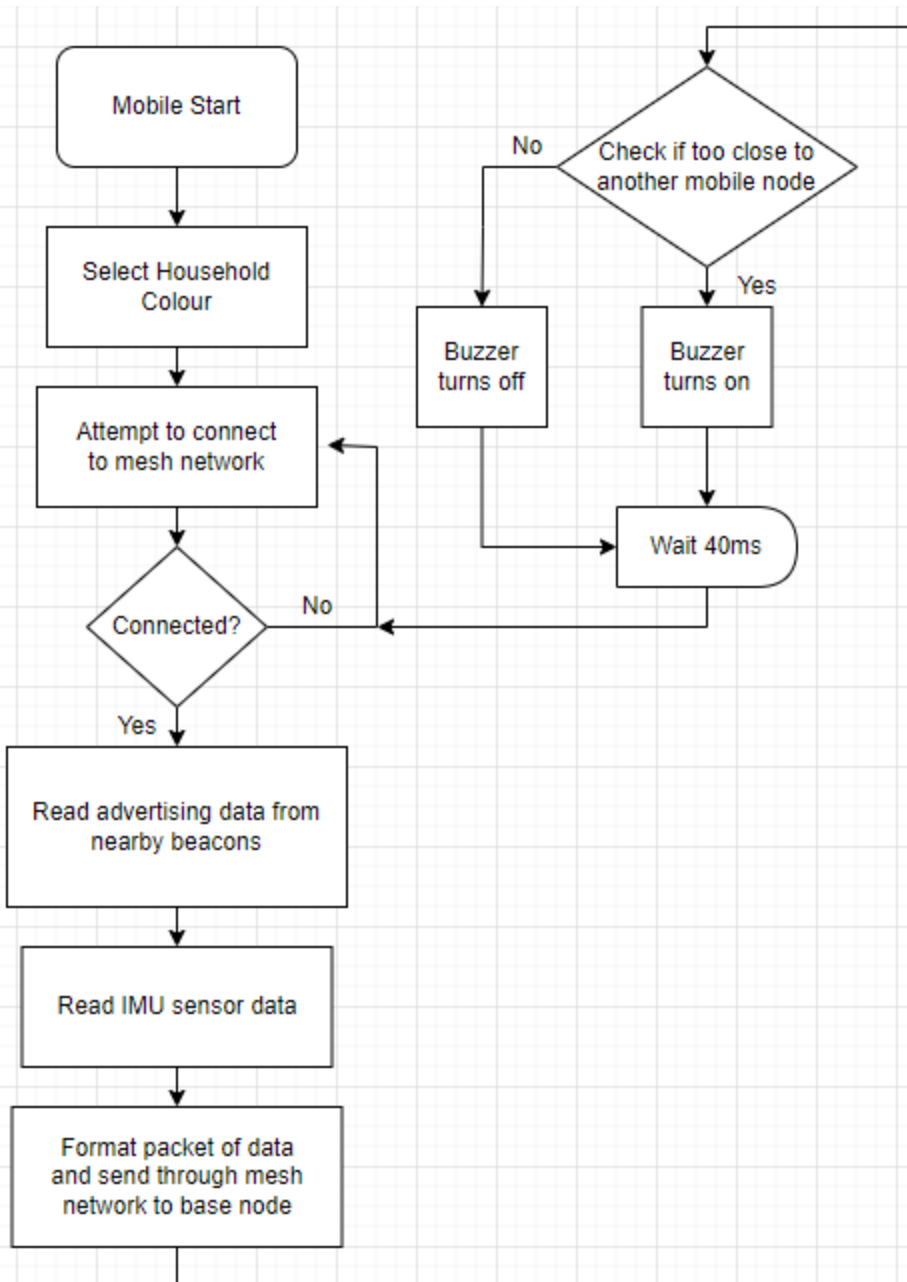 Mobile Start
Select Household
Colour
Attempt to connect
to mesh network
Connected?
No
Yes
Read advertising data from
nearby beacons
Read IMU sensor data
Format packet of data
and send through mesh
network to base node
Check if too close to
another mobile node
No
Yes
Buzzer
turns off
Buzzer
turns on
Wait 40ms